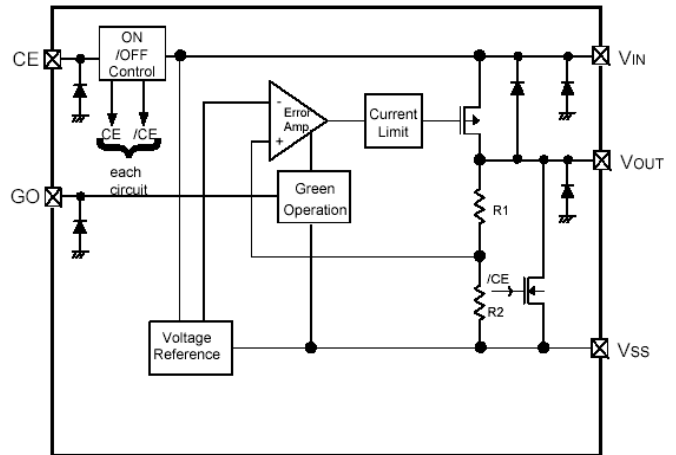 ON
/OFF
Control
CE
VIN
-
Error
Amp
+
Current
Limit
CE /CE
each
circuit
VOUT
GO
Green
Operation
R1
/CE
R2
Voltage
Reference
VSS